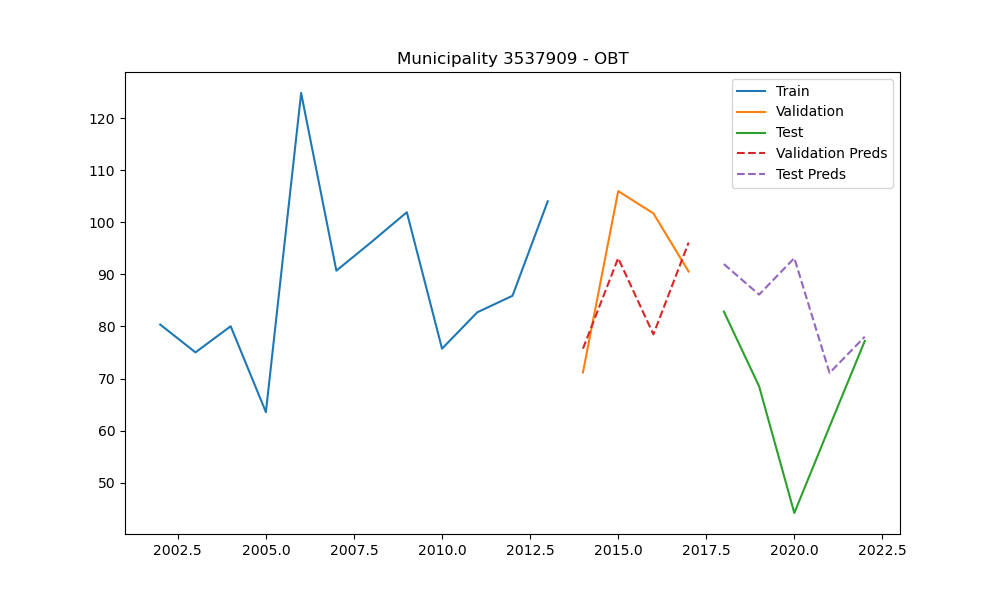 Municipality 3537909 - OBT
Train
Validation
Test
Validation Preds
Test Preds
120
110
100
90
80
70
60
50
2002.5 2005.0 2007.5 2010.0 2012.5 2015.0 2017.5 2020.0 2022.5